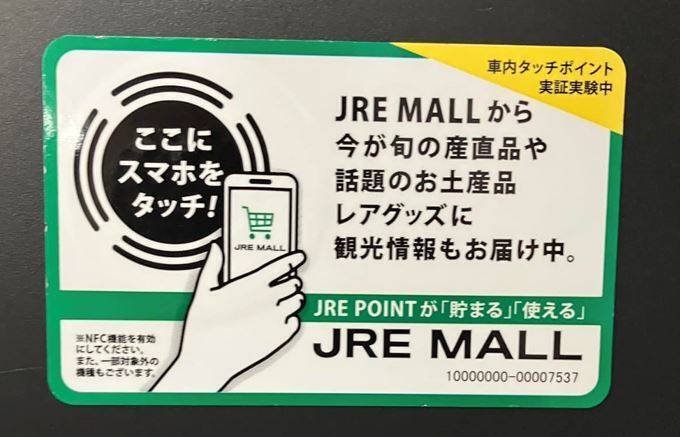 車内タッチポイント
実証実験中
ここに
スマホを
タッチ!
JRE MALL
JRE MALLから
今が旬の産直品や
話題のお土産品
レアグッズに
観光情報もお届け中。
JRE POINTが「貯まる」「使える」
※NFC機能を有効
にしてください。
また、一部対象外の
機種もございます。
JRE MALL
10000000-00007537